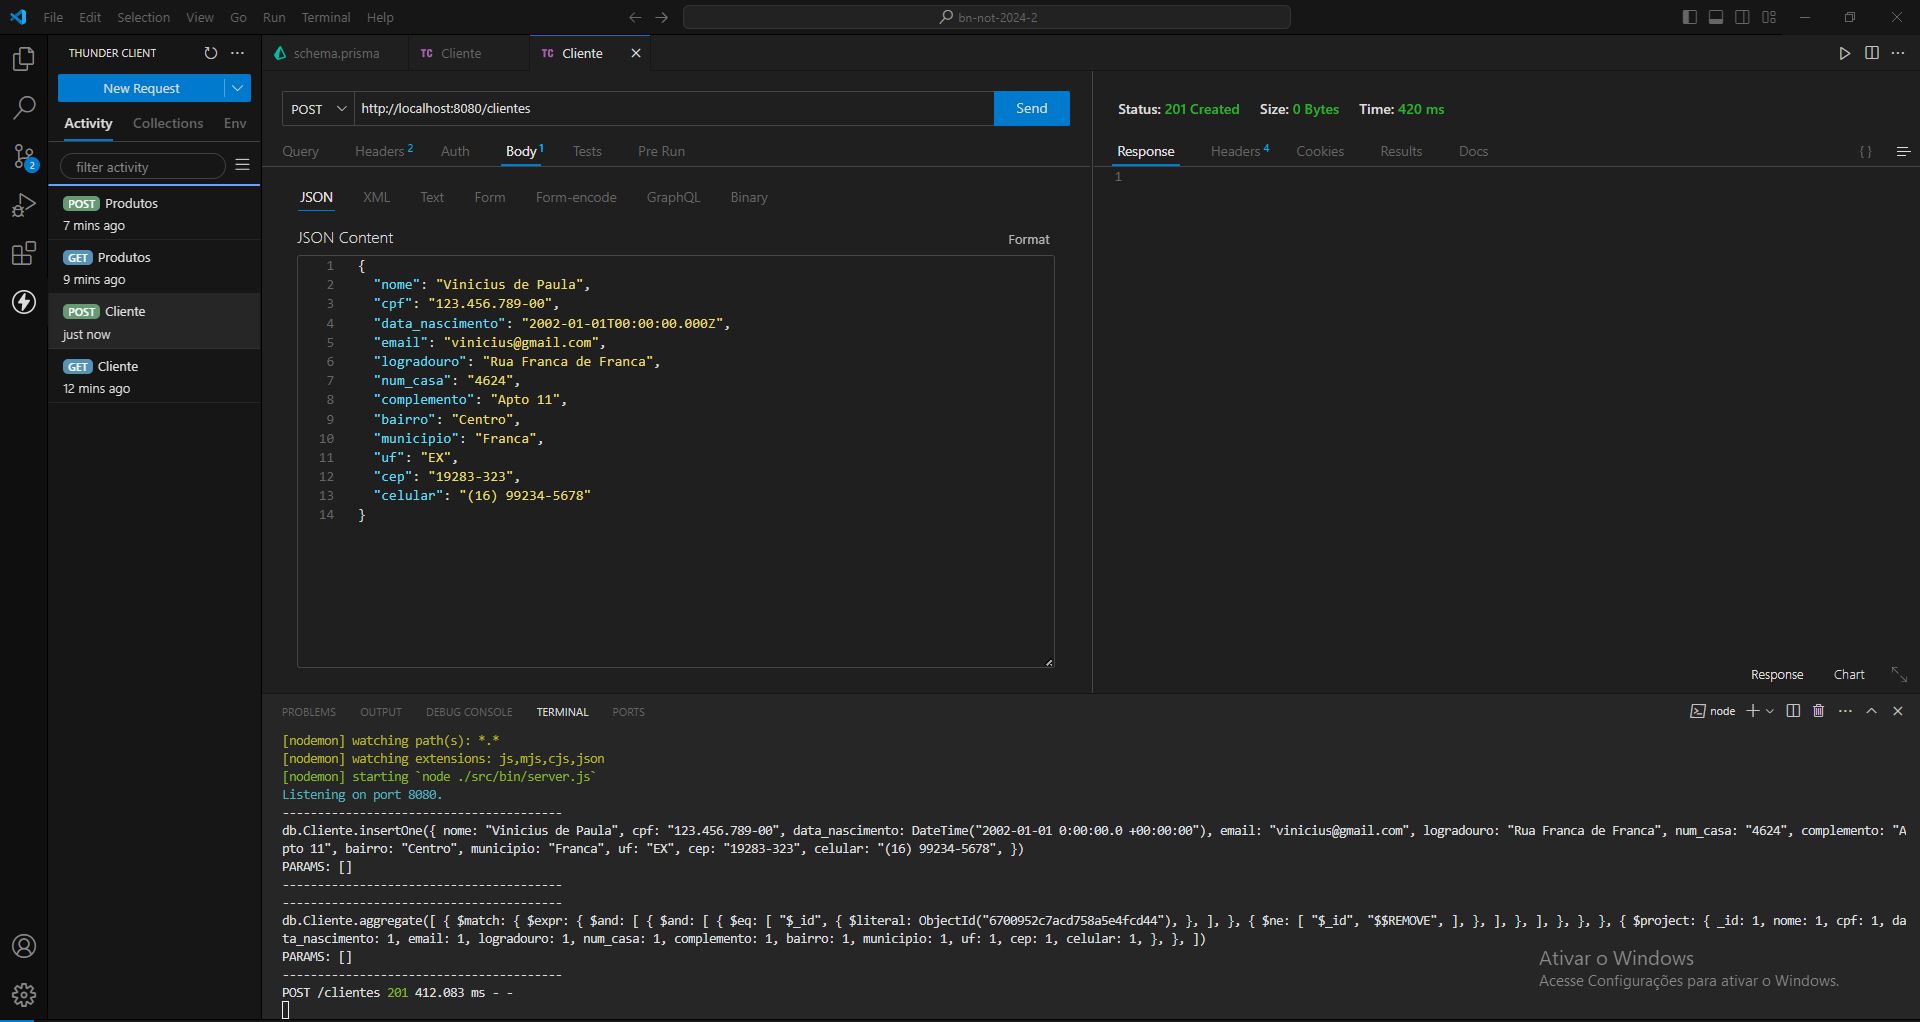 File Edit Selection View Go Run Terminal Help
bn-not-2024-2
THUNDER CLIENT
New Request
Activity Collections Env
filter activity
POST Produtos
7 mins ago
GET Produtos
9 mins ago
POST Cliente
just now
GET Cliente
12 mins ago
2
schema.prisma TC Cliente TC Cliente
POST http://localhost:8080/clientes Send
Query Headers 2 Auth Body 1 Tests Pre Run
JSON XML Text Form Form-encode GraphQL Binary
JSON Content Format
1 {
2 "nome": "Vinicius de Paula",
3 "cpf": "123.456.789-00",
4 "data_nascimento": "2002-01-01T00:00:00.000Z",
5 "email": "vinicius@gmail.com",
6 "logradouro": "Rua Franca de Franca",
7 "num_casa": "4624",
8 "complemento": "Apto 11",
9 "bairro": "Centro",
10 "municipio": "Franca",
11 "uf": "EX",
12 "cep": "19283-323",
13 "celular": "(16) 99234-5678"
14 }
Status: 201 Created Size: 0 Bytes Time: 420 ms
Response Headers 4 Cookies Results Docs { }
1
Response Chart
PROBLEMS OUTPUT DEBUG CONSOLE TERMINAL PORTS
node
[nodemon] watching path(s): *.*
[nodemon] watching extensions: js,mjs,cjs,json
[nodemon] starting `node ./src/bin/server.js`
Listening on port 8080.
----------------------------------------
db.Cliente.insertOne({ nome: "Vinicius de Paula", cpf: "123.456.789-00", data_nascimento: DateTime("2002-01-01 0:00:00.0 +00:00:00"), email: "vinicius@gmail.com", logradouro: "Rua Franca de Franca", num_casa: "4624", complemento: "A
pto 11", bairro: "Centro", municipio: "Franca", uf: "EX", cep: "19283-323", celular: "(16) 99234-5678", })
PARAMS: []
----------------------------------------
----------------------------------------
db.Cliente.aggregate([ { $match: { $expr: { $and: [ { $and: [ { $eq: [ "$_id", { $literal: ObjectId("6700952c7acd758a5e4fcd44"), }, ], }, { $ne: [ "$_id", "$$REMOVE", ], }, ], }, ], }, }, }, { $project: { _id: 1, nome: 1, cpf: 1, da
ta_nascimento: 1, email: 1, logradouro: 1, num_casa: 1, complemento: 1, bairro: 1, municipio: 1, uf: 1, cep: 1, celular: 1, }, }, ])
PARAMS: []
----------------------------------------
POST /clientes 201 412.083 ms - -
Ativar o Windows
Acesse Configurações para ativar o Windows.